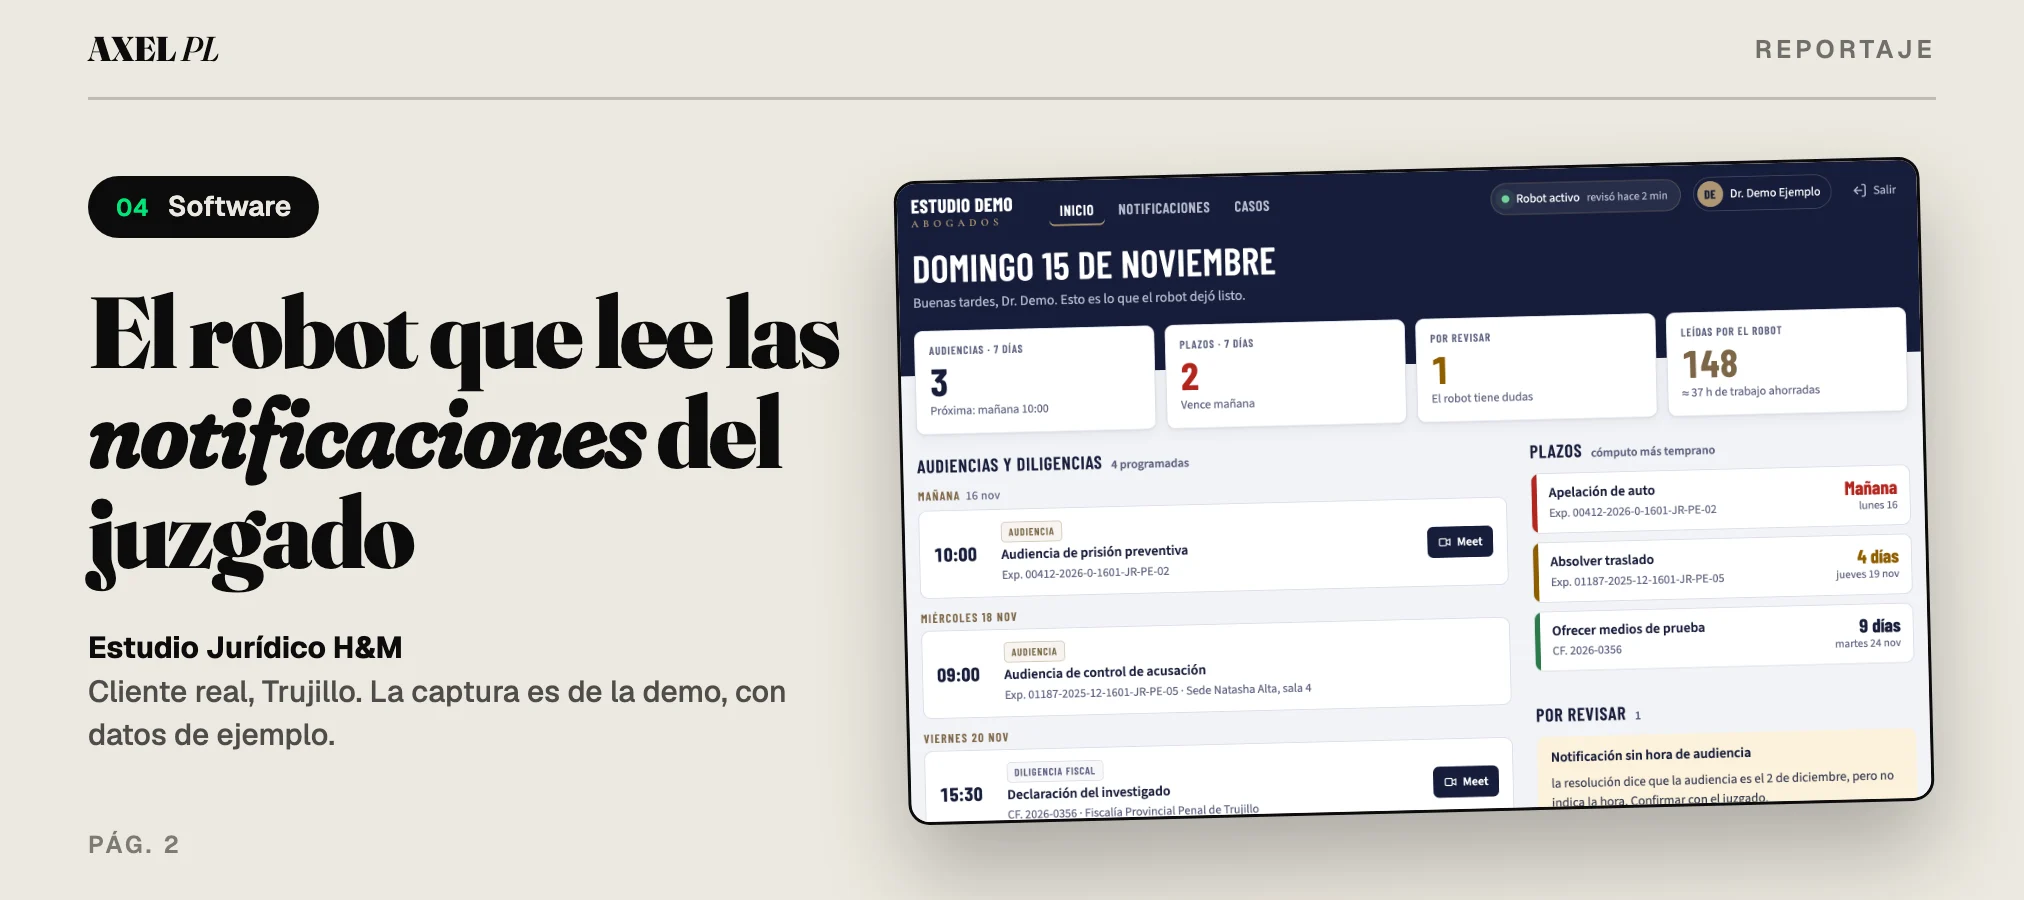 AXEL PL
REPORTAJE
04 Software
El robot que lee las
notificaciones del
juzgado
Estudio Jurídico H&M
Cliente real, Trujillo. La captura es de la demo, con
datos de ejemplo.
PÁG. 2
ESTUDIO DEMO
ABOGADOS
INICIO
NOTIFICACIONES
CASOS
Robot activo revisó hace 2 min
DE Dr. Demo Ejemplo
Salir
DOMINGO 15 DE NOVIEMBRE
Buenas tardes, Dr. Demo. Esto es lo que el robot dejó listo.
AUDIENCIAS · 7 DÍAS
3
Próxima: mañana 10:00
PLAZOS · 7 DÍAS
2
Vence mañana
POR REVISAR
1
El robot tiene dudas
LEÍDAS POR EL ROBOT
148
≈ 37 h de trabajo ahorradas
AUDIENCIAS Y DILIGENCIAS 4 programadas
MAÑANA 16 nov
10:00
AUDIENCIA
Audiencia de prisión preventiva
Exp. 00412-2026-0-1601-JR-PE-02
Meet
MIÉRCOLES 18 NOV
09:00
AUDIENCIA
Audiencia de control de acusación
Exp. 01187-2025-12-1601-JR-PE-05 · Sede Natasha Alta, sala 4
VIERNES 20 NOV
15:30
DILIGENCIA FISCAL
Declaración del investigado
CF. 2026-0356 · Fiscalía Provincial Penal de Trujillo
Meet
PLAZOS cómputo más temprano
Apelación de auto
Exp. 00412-2026-0-1601-JR-PE-02
Mañana
lunes 16
Absolver traslado
Exp. 01187-2025-12-1601-JR-PE-05
4 días
jueves 19 nov
Ofrecer medios de prueba
CF. 2026-0356
9 días
martes 24 nov
POR REVISAR 1
Notificación sin hora de audiencia
la resolución dice que la audiencia es el 2 de diciembre, pero no
indica la hora. Confirmar con el juzgado.